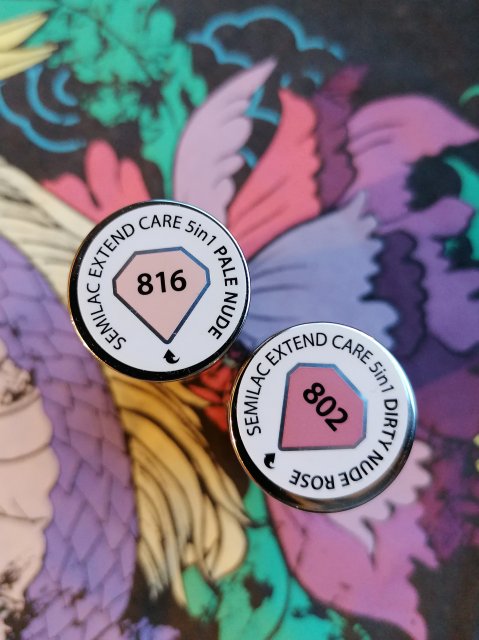 SEMILAC EXTEND CARE 5in1 PALE NUDE
816
SEMILAC EXTEND CARE 5in1 DIRTY NUDE ROSE
802